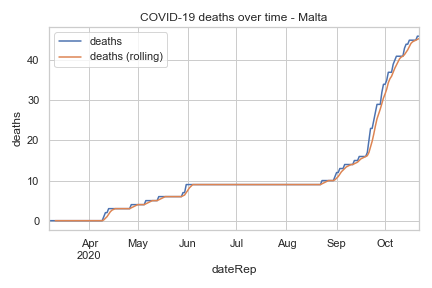 COVID-19 deaths over time - Malta
deaths
deaths (rolling)
deaths
40
30
20
10
0
Apr May Jun Jul Aug Sep Oct
2020
dateRep